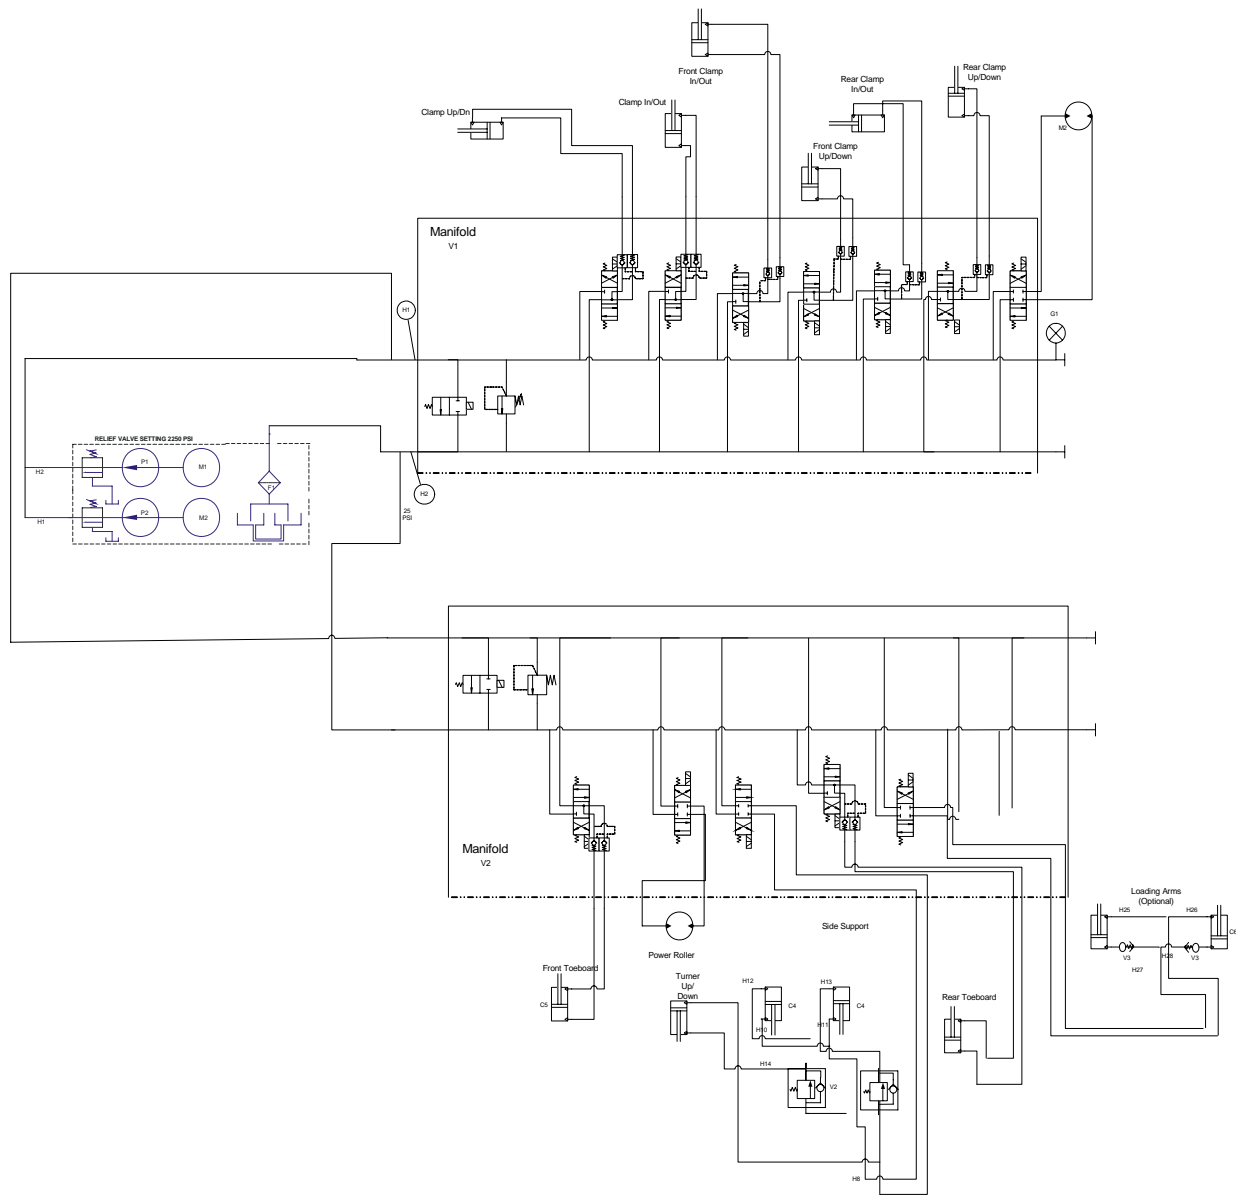 Front Clamp
In/Out
Rear Clamp
Up/Down
Rear Clamp
In/Out
Clamp Up/Dn
Clamp In/Out
M2
Front Clamp
Up/Down
Manifold
V1
H1
G1
RELIEF VALVE SETTING 2250 PSI
H2
P1
M1
F1
H2
25
PSI
H1
P2
M2
Manifold
V2
Loading Arms
(Optional)
H25
H26
C6
V3
H28
V3
H27
Side Support
Power Roller
Front Toeboard
Turner
Up/
Down
H12
H13
C5
C4
C4
Rear Toeboard
H10
H11
H14
V2
H8